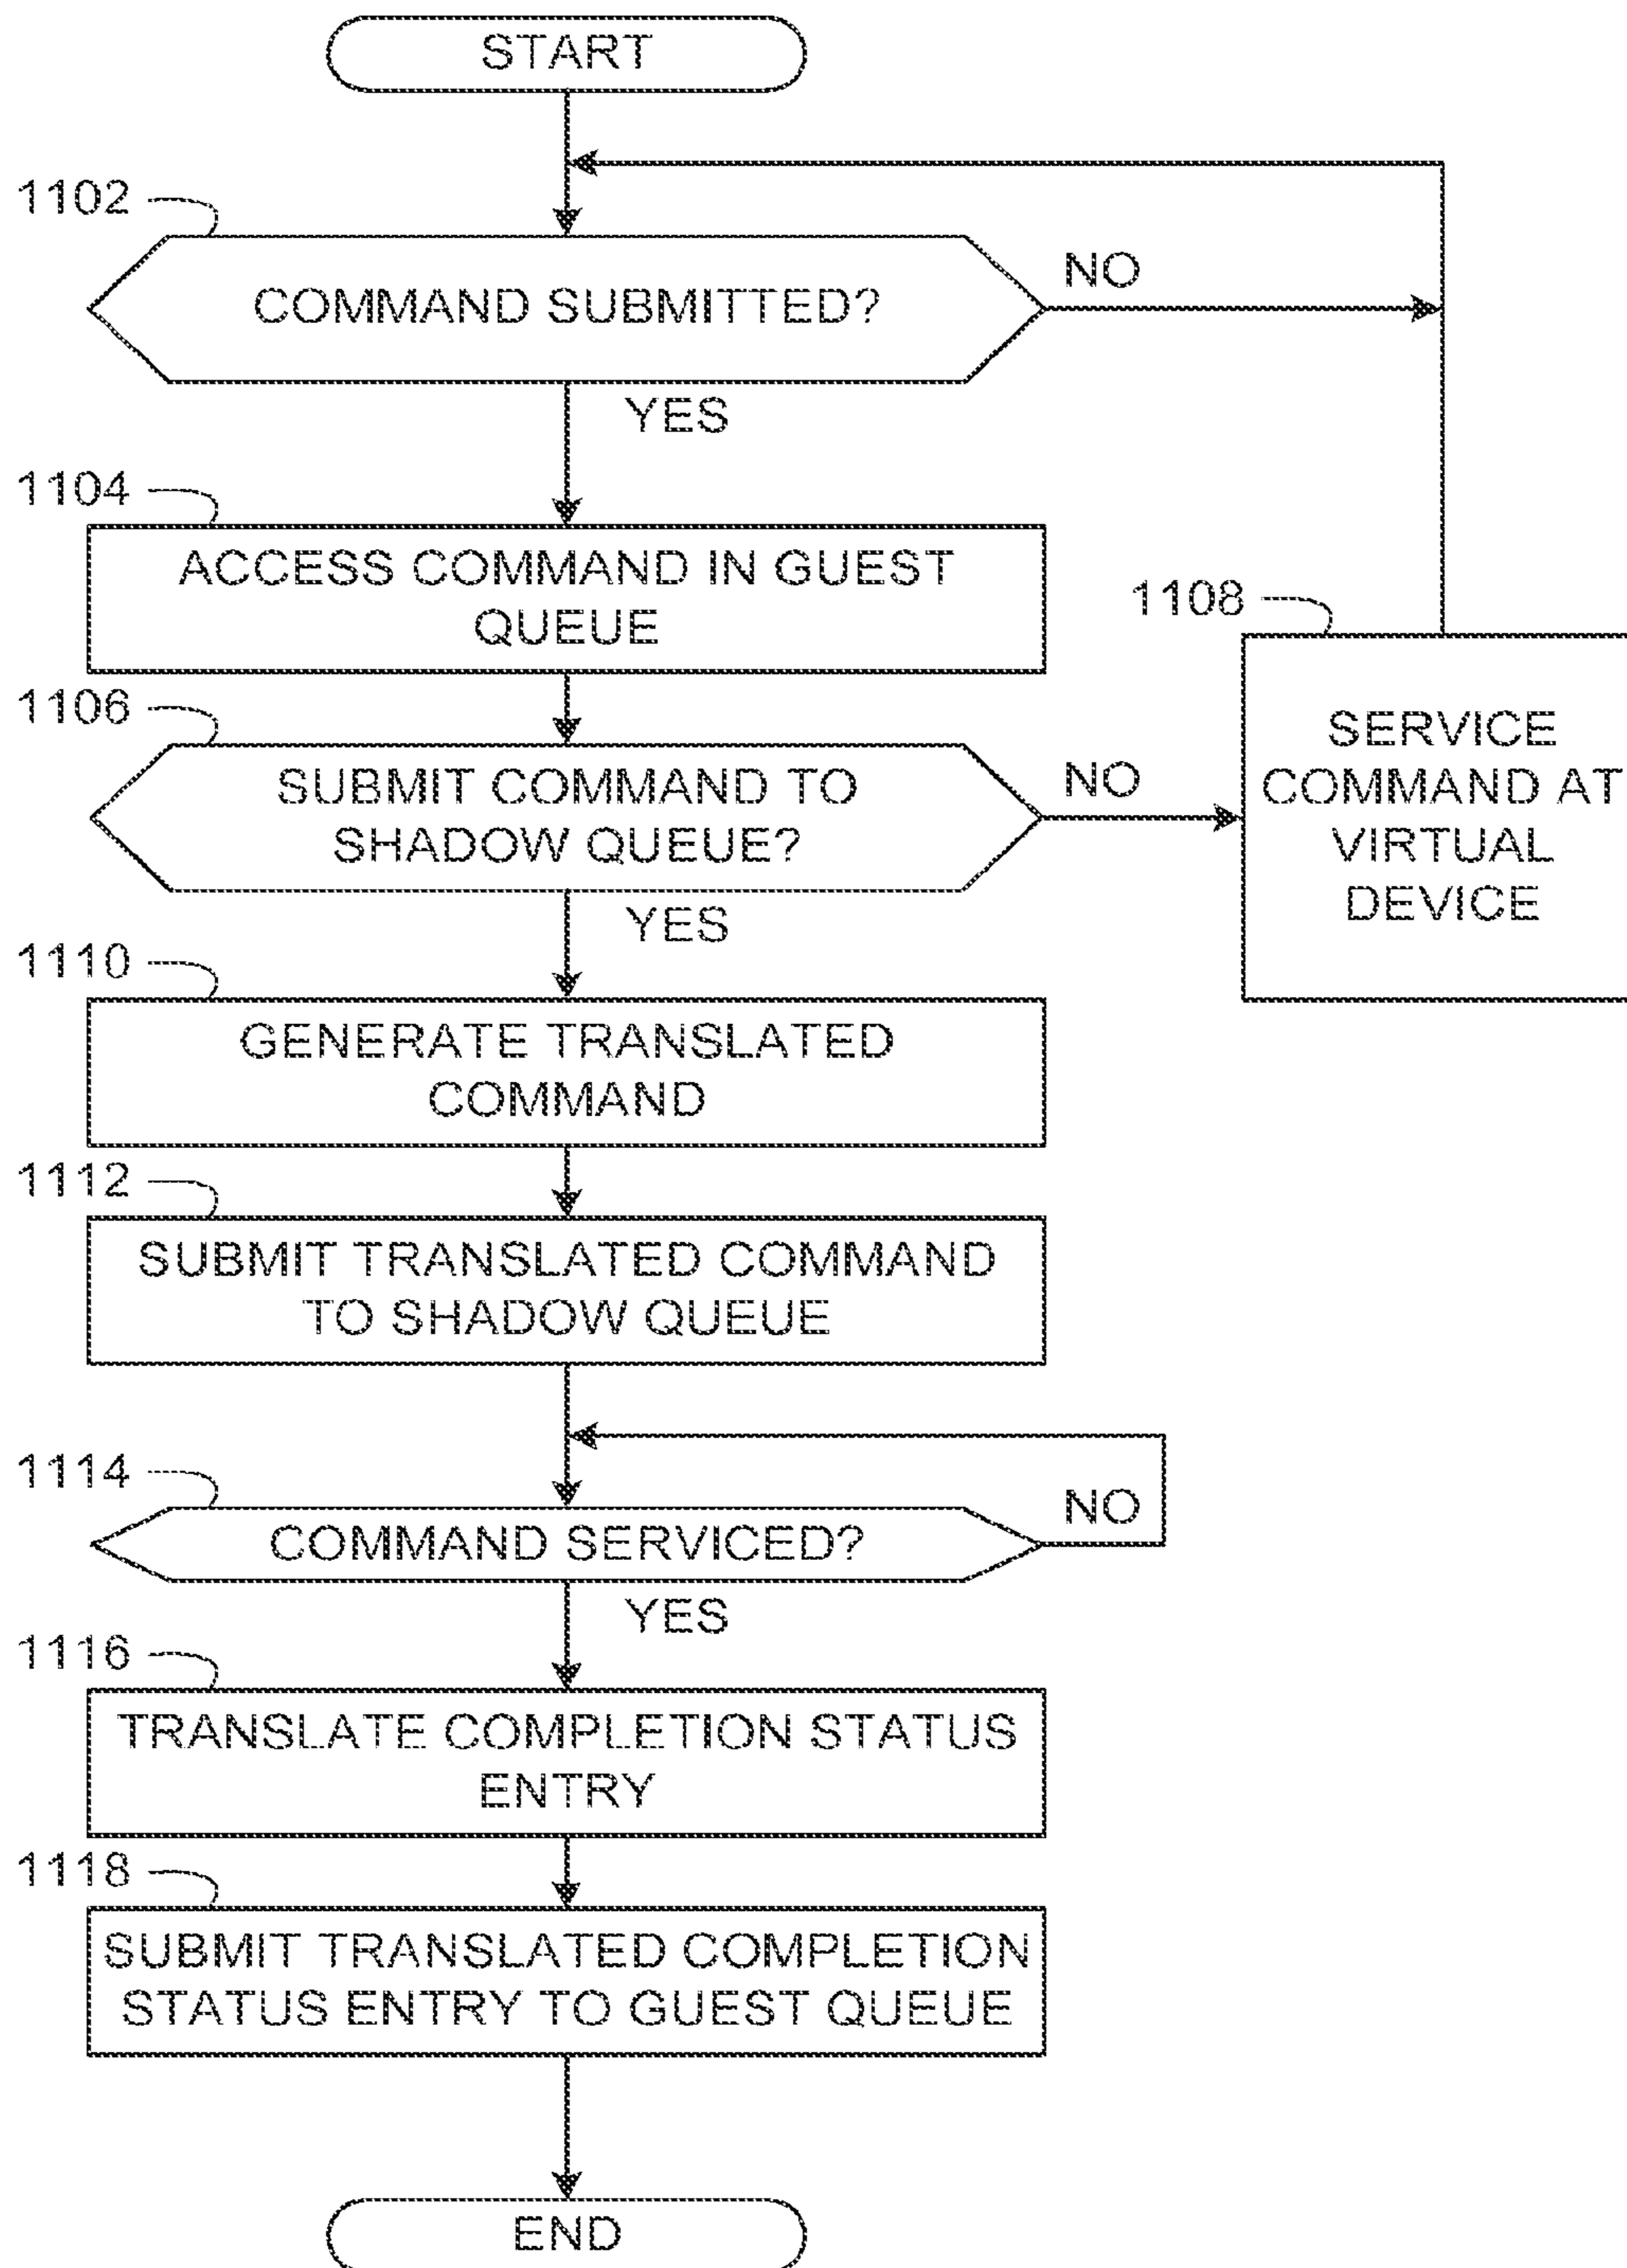 START
1102
COMMAND SUBMITTED?
NO
YES
1104
ACCESS COMMAND IN GUEST
QUEUE
1106
SUBMIT COMMAND TO
SHADOW QUEUE?
NO
YES
1108
SERVICE
COMMAND AT
VIRTUAL
DEVICE
1110
GENERATE TRANSLATED
COMMAND
1112
SUBMIT TRANSLATED COMMAND
TO SHADOW QUEUE
1114
COMMAND SERVICED?
NO
YES
1116
TRANSLATE COMPLETION STATUS
ENTRY
1118
SUBMIT TRANSLATED COMPLETION
STATUS ENTRY TO GUEST QUEUE
END